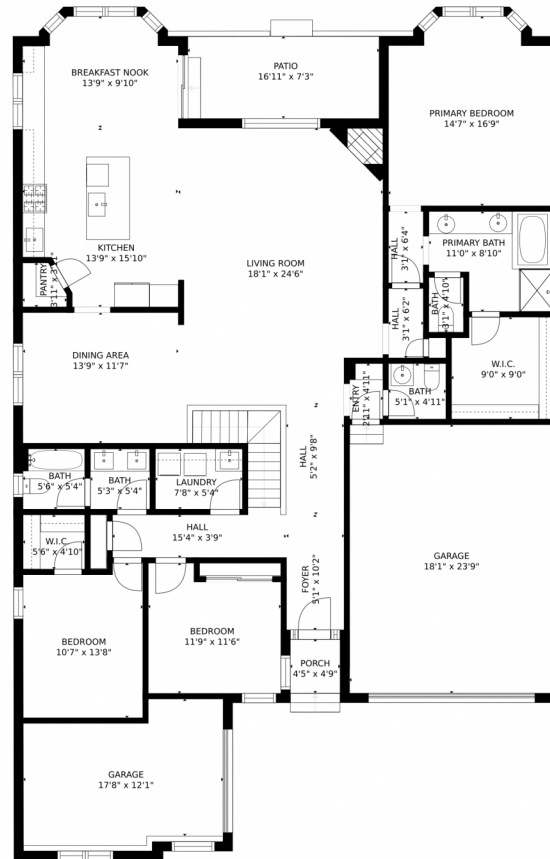 BREAKFAST NOOK
13'9" x 9'10"
PATIO
16'11" x 7'3"
PRIMARY BEDROOM
14'7" x 16'9"
KITCHEN
13'9" x 15'10"
PANTRY
LIVING ROOM
18'1" x 24'6"
HALL
3'1" x 6'4"
PRIMARY BATH
11'0" x 8'10"
HALL
3'1" x 6'2"
BATH
3'1" x 4'10"
DINING AREA
13'9" x 11'7"
W.I.C.
9'0" x 9'0"
ENTRY
2'11" x 4'11"
BATH
5'1" x 4'11"
HALL
5'2" x 9'8"
BATH
5'6" x 5'4"
BATH
5'3" x 5'4"
LAUNDRY
7'8" x 5'4"
HALL
15'4" x 3'9"
W.I.C.
5'6" x 4'10"
GARAGE
18'1" x 23'9"
FOYER
5'1" x 10'2"
BEDROOM
10'7" x 13'8"
BEDROOM
11'9" x 11'6"
PORCH
4'5" x 4'9"
GARAGE
17'8" x 12'1"